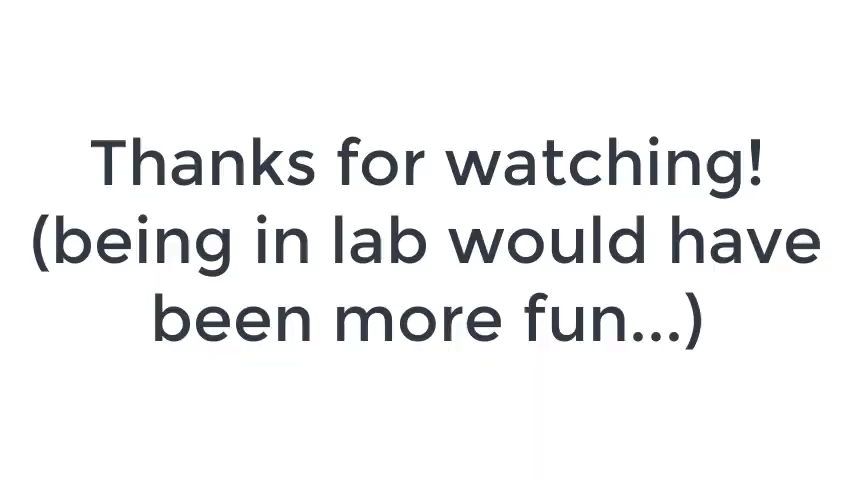 Thanks for watching!
(being in lab would have
been more fun...)